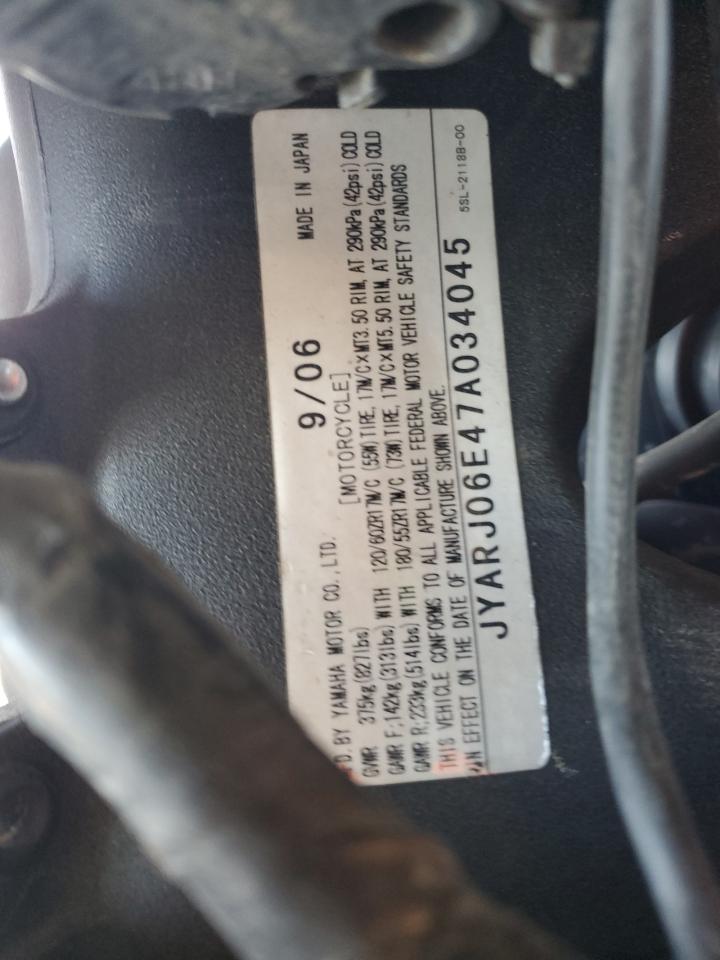 D. BY YAMAHA MOTOR CO., LTD. 9/06 MADE IN JAPAN
GVWR 375kg(827lbs) [MOTORCYCLE]
GAWR F:142kg(313lbs) WITH 120/60ZR17M/C (55W) TIRE, 17M/C×MT3.50 RIM, AT 290kPa(42psi) COLD
GAWR R:233kg(514lbs) WITH 180/55ZR17M/C (73W) TIRE, 17M/C×MT5.50 RIM, AT 290kPa(42psi) COLD
THIS VEHICLE CONFORMS TO ALL APPLICABLE FEDERAL MOTOR VEHICLE SAFETY STANDARDS
IN EFFECT ON THE DATE OF MANUFACTURE SHOWN ABOVE.
JYARJ06E47A034045 5SL-2118B-00